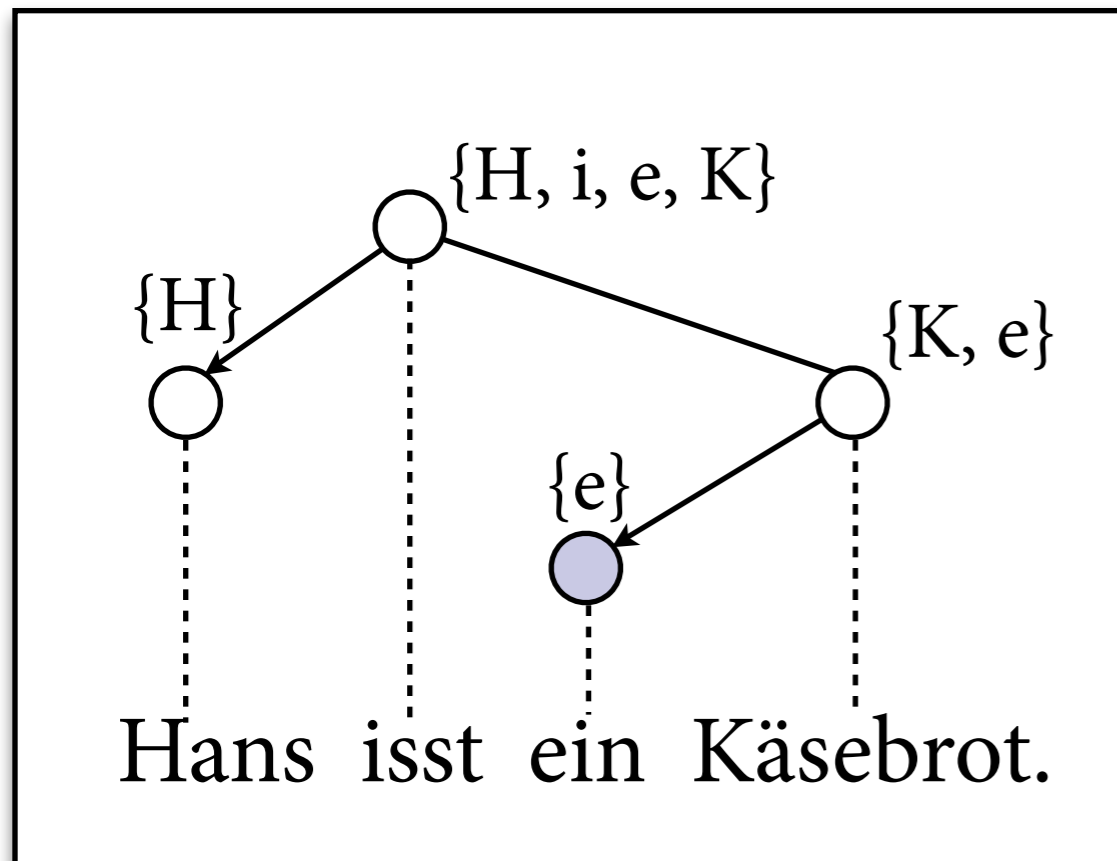 {H, i, e, K}
{H}
{K, e}
{e}
Hans isst ein Käsebrot.